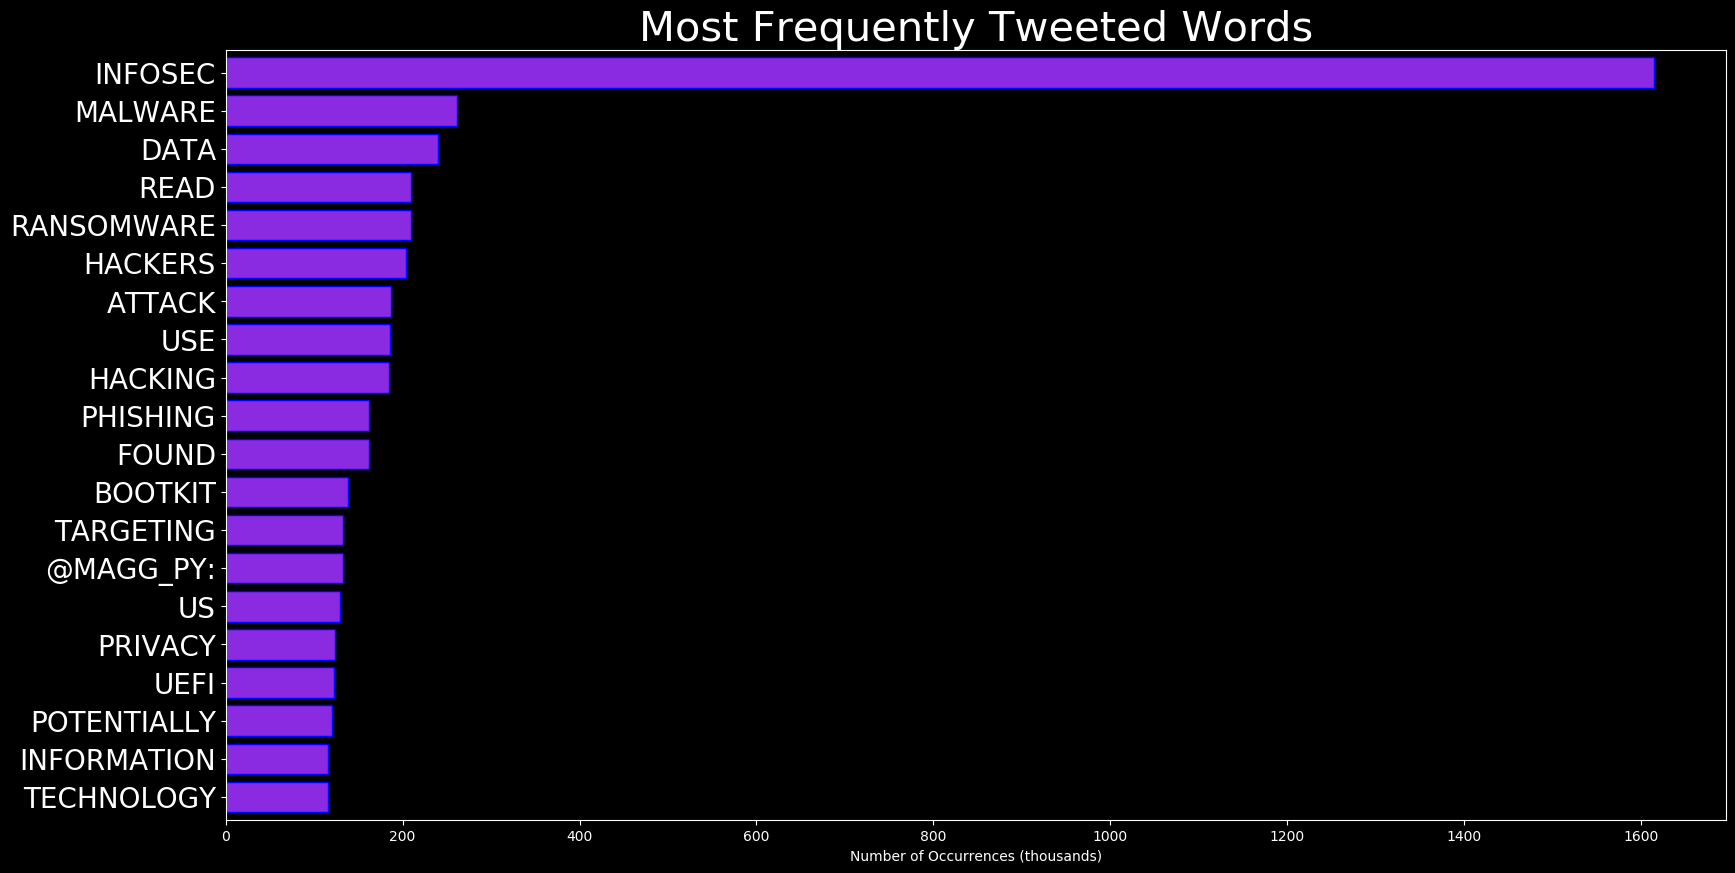 Most Frequently Tweeted Words
INFOSEC
MALWARE
DATA
READ
RANSOMWARE
HACKERS
ATTACK
USE
HACKING
PHISHING
FOUND
BOOTKIT
TARGETING
@MAGG_PY:
US
PRIVACY
UEFI
POTENTIALLY
INFORMATION
TECHNOLOGY
0 200 400 600 800 1000 1200 1400 1600
Number of Occurrences (thousands)